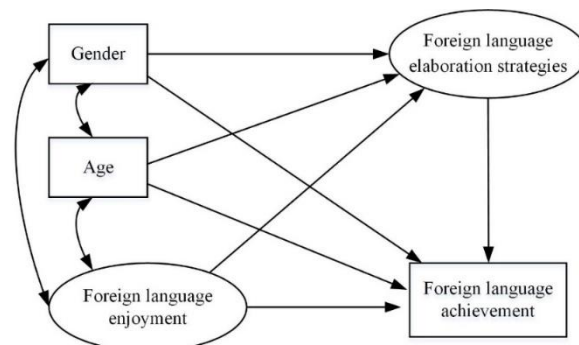 Gender
Foreign language
elaboration strategies
Age
Foreign language
enjoyment
Foreign language
achievement